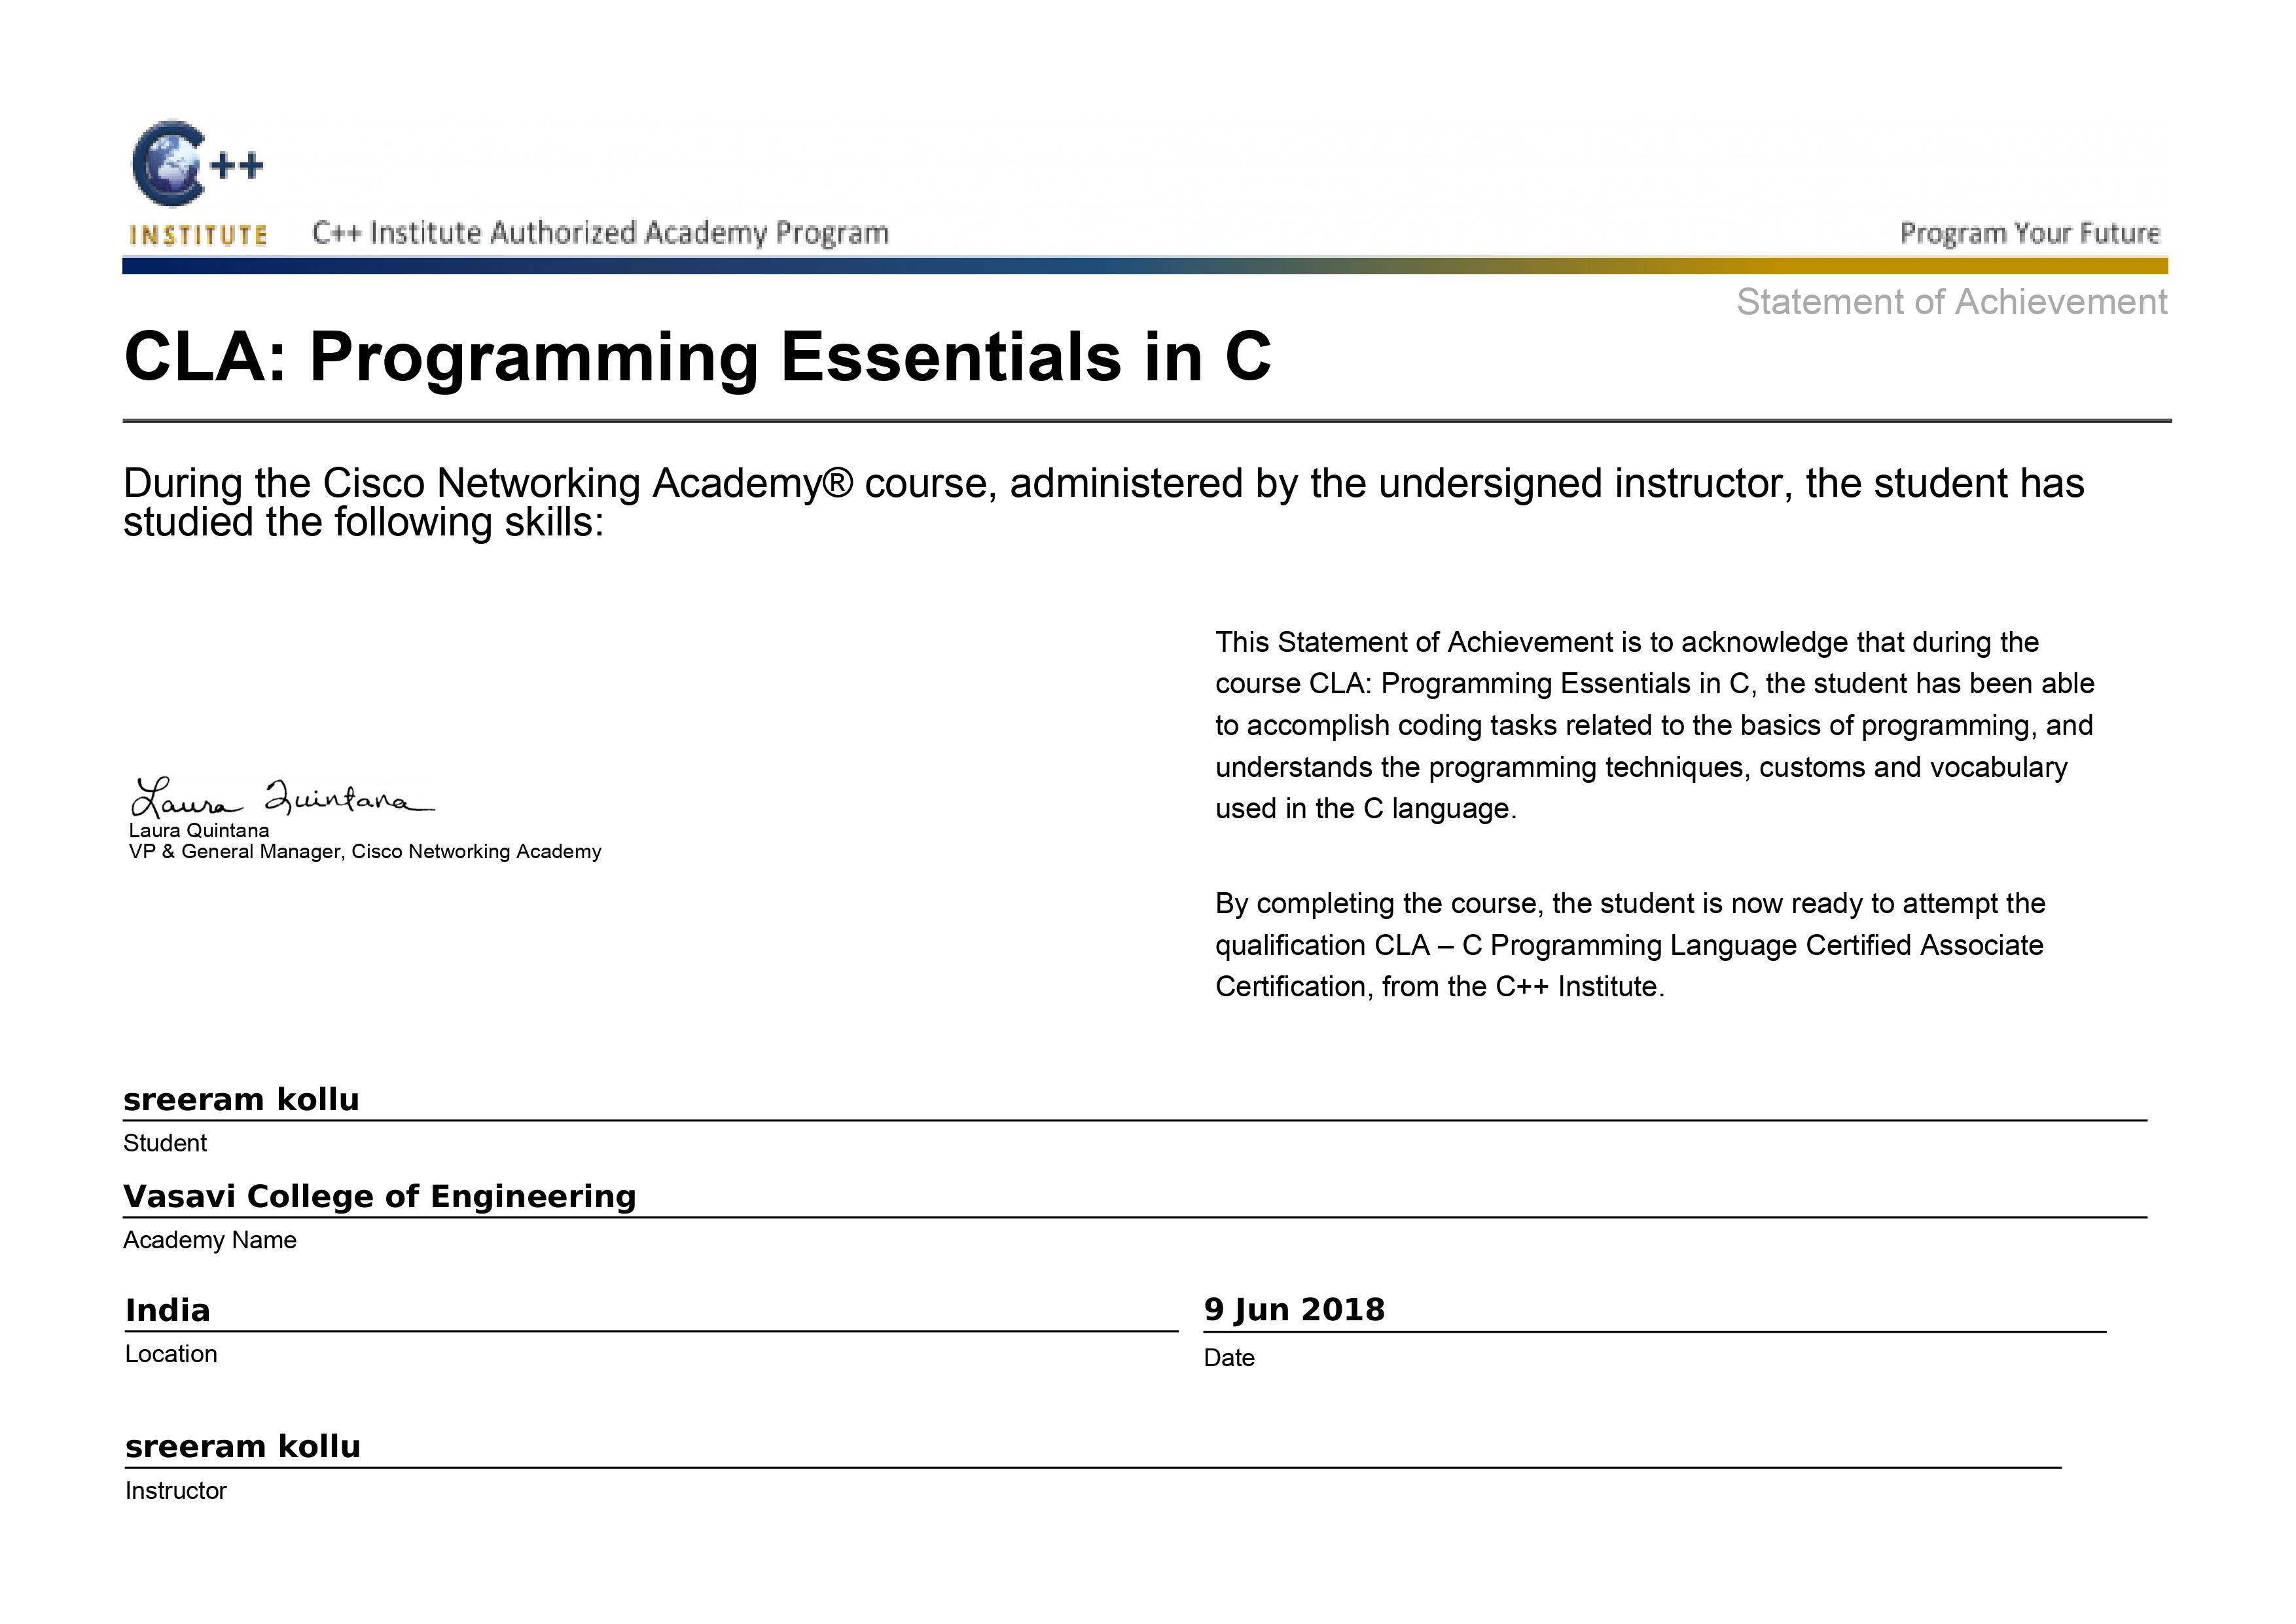 C++
INSTITUTE
C++ Institute Authorized Academy Program
Program Your Future
Statement of Achievement
CLA: Programming Essentials in C
During the Cisco Networking Academy® course, administered by the undersigned instructor, the student has
studied the following skills:
This Statement of Achievement is to acknowledge that during the
course CLA: Programming Essentials in C, the student has been able
to accomplish coding tasks related to the basics of programming, and
understands the programming techniques, customs and vocabulary
used in the C language.
By completing the course, the student is now ready to attempt the
qualification CLA – C Programming Language Certified Associate
Certification, from the C++ Institute.
Laura Quintana
Laura Quintana
VP & General Manager, Cisco Networking Academy
sreeram kollu
Student
Vasavi College of Engineering
Academy Name
India
Location
9 Jun 2018
Date
sreeram kollu
Instructor